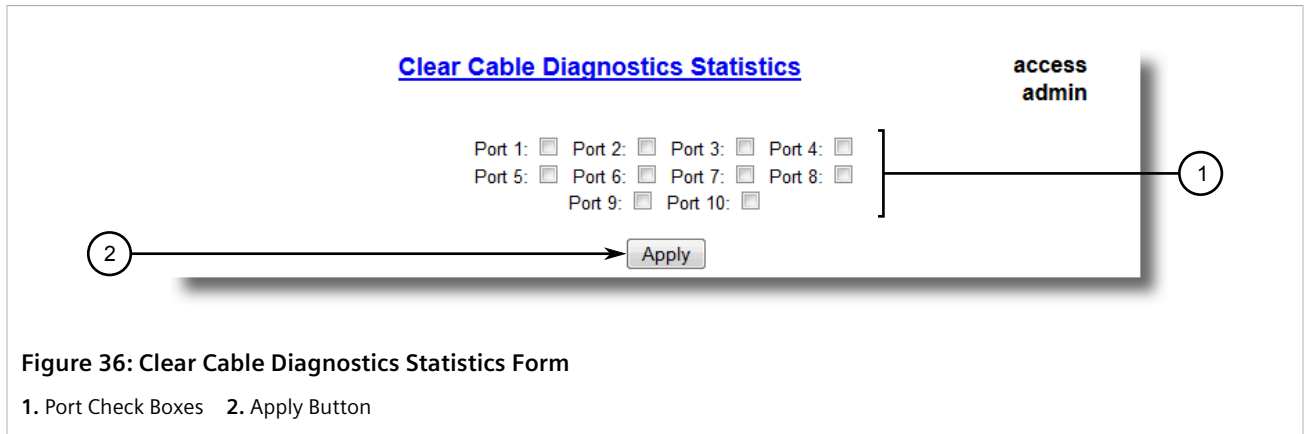 Clear Cable Diagnostics Statistics
access
admin
Port 1: Port 2: Port 3: Port 4:
Port 5: Port 6: Port 7: Port 8:
Port 9: Port 10:
1
2
Apply
Figure 36: Clear Cable Diagnostics Statistics Form
1. Port Check Boxes 2. Apply Button